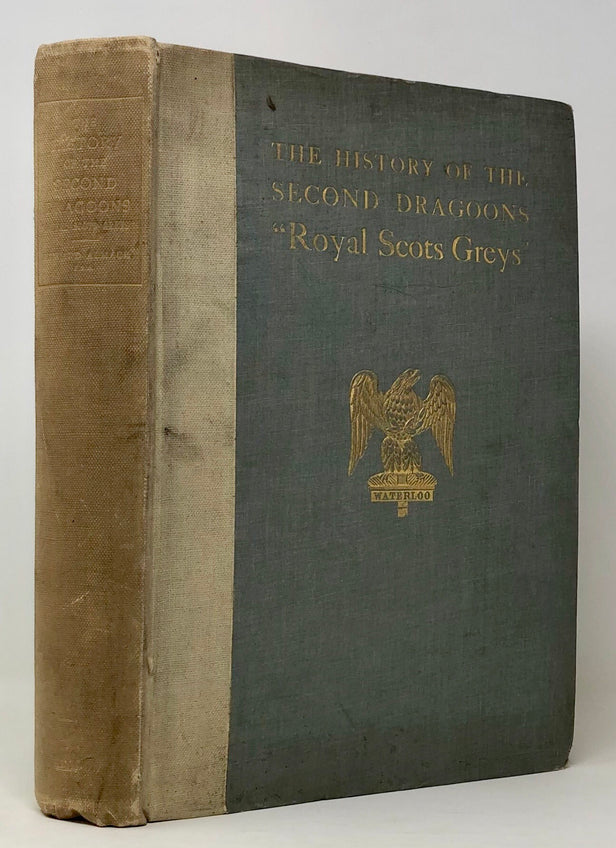 THE
HISTORY
OF THE
SECOND
DRAGOONS
THE HISTORY OF THE
SECOND DRAGOONS
"Royal Scots Greys"
WATERLOO